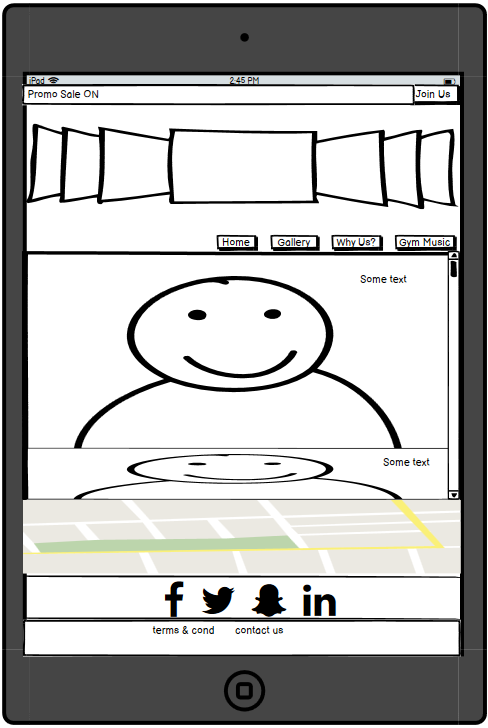 iPod 2:45 PM
Promo Sale ON Join Us
Home Gallery Why Us? Gym Music
Some text
Some text
terms & cond contact us